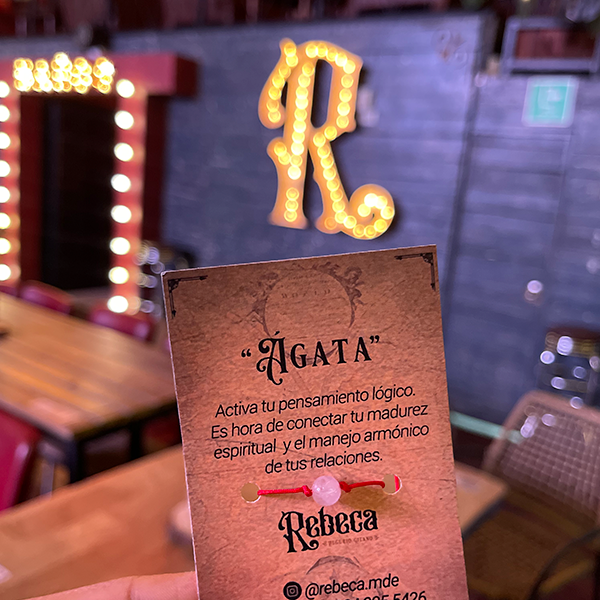 R
"ÁGATA"
Activa tu pensamiento lógico.
Es hora de conectar tu madurez
espiritual y el manejo armónico
de tus relaciones.
Rebeca
@rebeca.mde
5426